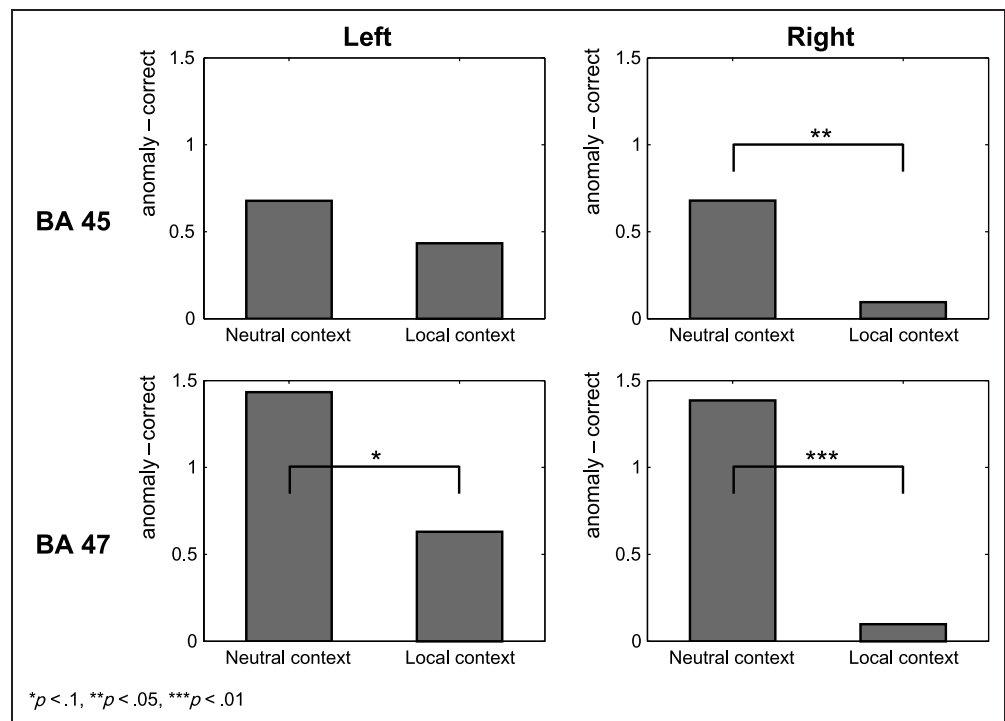 Left
Right
BA 45
anomaly – correct
1.5
1
0.5
0
Neutral context
Local context
anomaly – correct
1.5
1
0.5
0
**
Neutral context
Local context
BA 47
anomaly – correct
1.5
1
0.5
0
*
Neutral context
Local context
anomaly – correct
1.5
1
0.5
0
***
Neutral context
Local context
*p < .1, **p < .05, ***p < .01